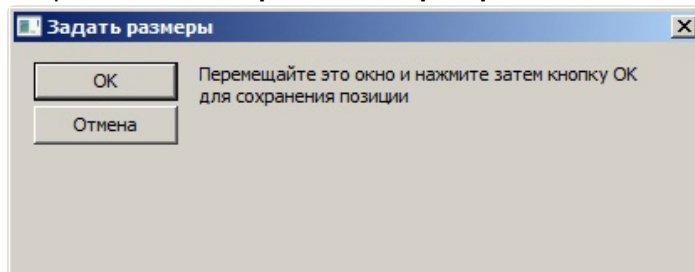 Задать размеры
OK
Перемещайте это окно и нажмите затем кнопку OK
для сохранения позиции
Отмена